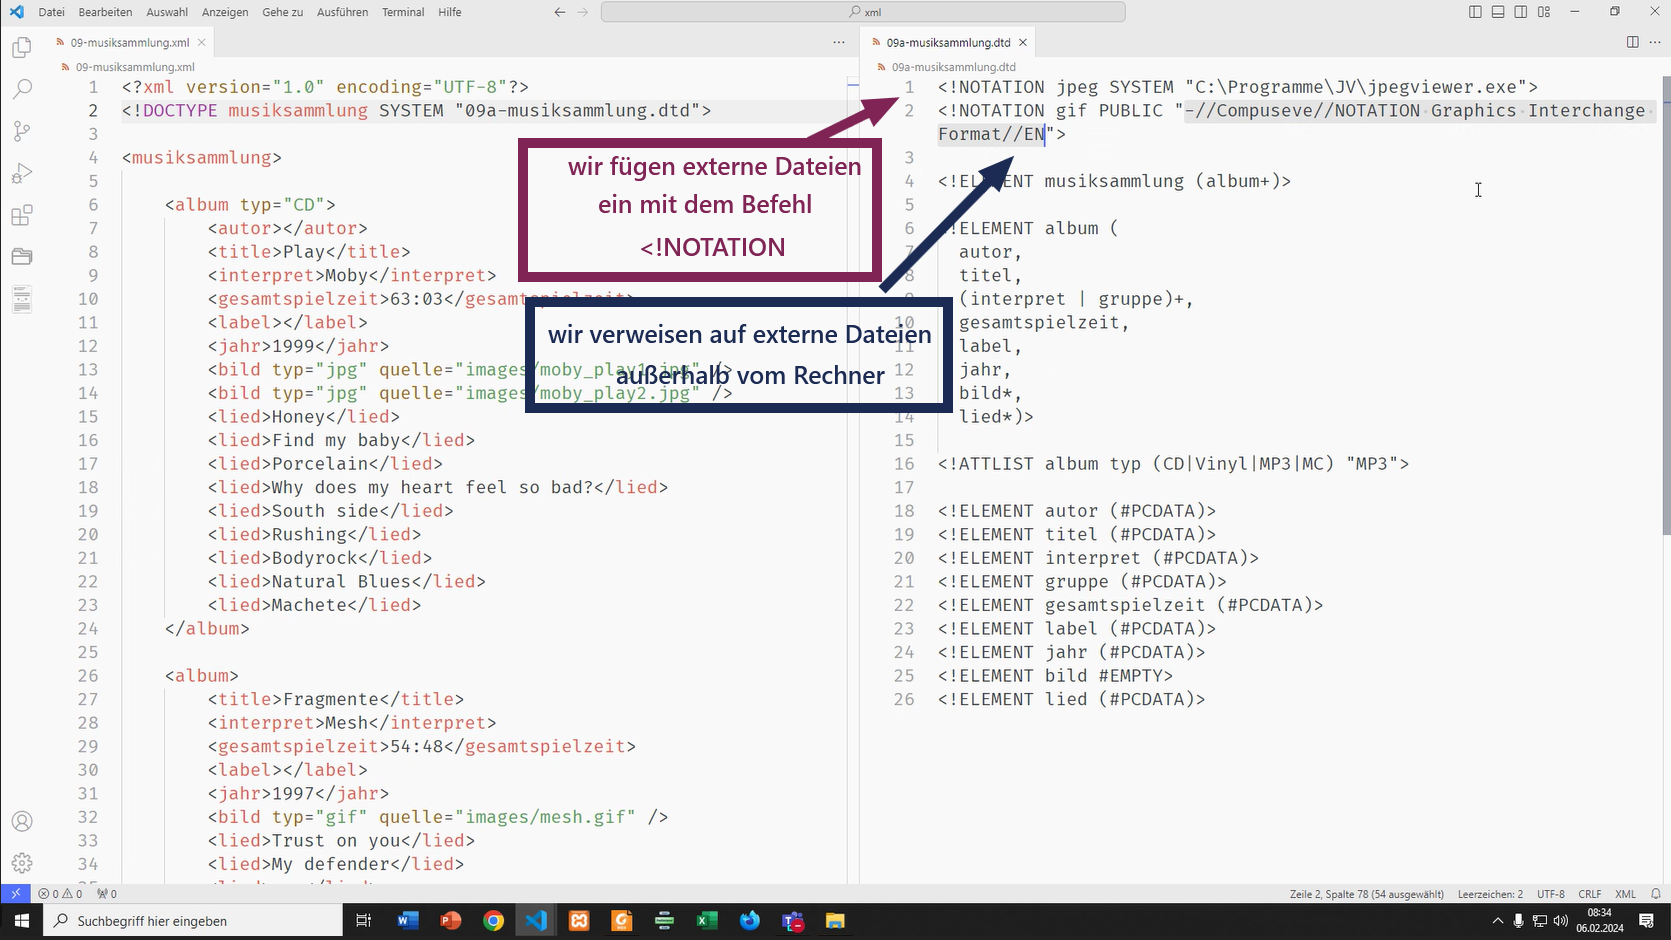 Datei Bearbeiten Auswahl Anzeigen Gehe zu Ausführen Terminal Hilfe
xml
09-musiksammlung.xml
09-musiksammlung.xml
1 <?xml version="1.0" encoding="UTF-8"?>
2 <!DOCTYPE musiksammlung SYSTEM "09a-musiksammlung.dtd">
3
4 <musiksammlung>
5
6 <album typ="CD">
7 <autor></autor>
8 <title>Play</title>
9 <interpret>Moby</interpret>
10 <gesamtspielzeit>63:03</gesamtspielzeit>
11 <label></label>
12 <jahr>1999</jahr>
13 <bild typ="jpg" quelle="images/moby_play1.jpg" />
14 <bild typ="jpg" quelle="images/moby_play2.jpg" />
15 <lied>Honey</lied>
16 <lied>Find my baby</lied>
17 <lied>Porcelain</lied>
18 <lied>Why does my heart feel so bad?</lied>
19 <lied>South side</lied>
20 <lied>Rushing</lied>
21 <lied>Bodyrock</lied>
22 <lied>Natural Blues</lied>
23 <lied>Machete</lied>
24 </album>
25
26 <album>
27 <title>Fragmente</title>
28 <interpret>Mesh</interpret>
29 <gesamtspielzeit>54:48</gesamtspielzeit>
30 <label></label>
31 <jahr>1997</jahr>
32 <bild typ="gif" quelle="images/mesh.gif" />
33 <lied>Trust on you</lied>
34 <lied>My defender</lied>
wir fügen externe Dateien
ein mit dem Befehl
<!NOTATION
wir verweisen auf externe Dateien
außerhalb vom Rechner
09a-musiksammlung.dtd
09a-musiksammlung.dtd
1 <!NOTATION jpeg SYSTEM "C:\Programme\JV\jpegviewer.exe">
2 <!NOTATION gif PUBLIC "-//Compuseve//NOTATION Graphics Interchange
Format//EN">
3
4 <!ELEMENT musiksammlung (album+)>
5
6 <!ELEMENT album (
7 autor,
8 titel,
9 (interpret | gruppe)+,
10 gesamtspielzeit,
11 label,
12 jahr,
13 bild*,
14 lied*)>
15
16 <!ATTLIST album typ (CD|Vinyl|MP3|MC) "MP3">
17
18 <!ELEMENT autor (#PCDATA)>
19 <!ELEMENT titel (#PCDATA)>
20 <!ELEMENT interpret (#PCDATA)>
21 <!ELEMENT gruppe (#PCDATA)>
22 <!ELEMENT gesamtspielzeit (#PCDATA)>
23 <!ELEMENT label (#PCDATA)>
24 <!ELEMENT jahr (#PCDATA)>
25 <!ELEMENT bild #EMPTY>
26 <!ELEMENT lied (#PCDATA)>
0 0 0 Zeile 2, Spalte 78 (54 ausgewählt) Leerzeichen: 2 UTF-8 CRLF XML
Suchbegriff hier eingeben
08:34
06.02.2024